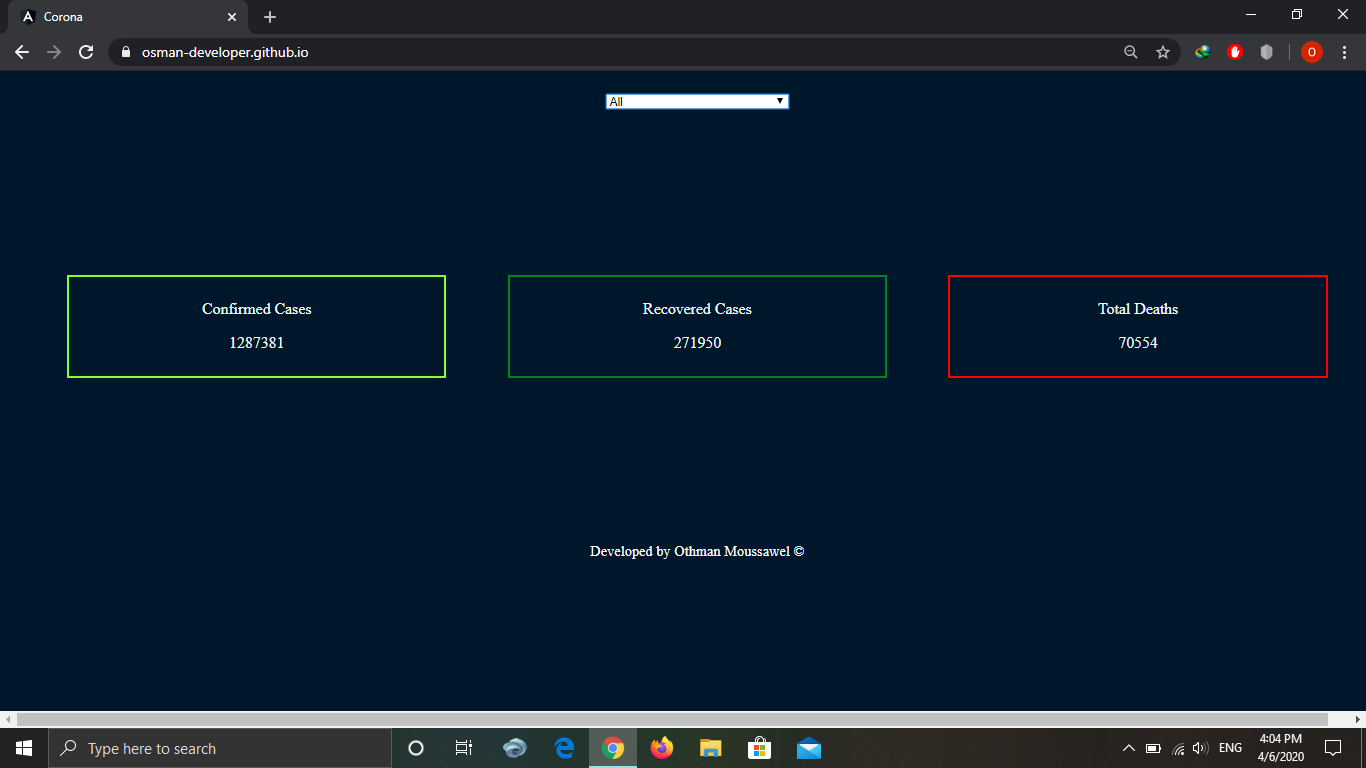 Corona
osman-developer.github.io
O
All
Confirmed Cases
1287381
Recovered Cases
271950
Total Deaths
70554
Developed by Othman Moussawel ©
Type here to search
ENG
4:04 PM
4/6/2020